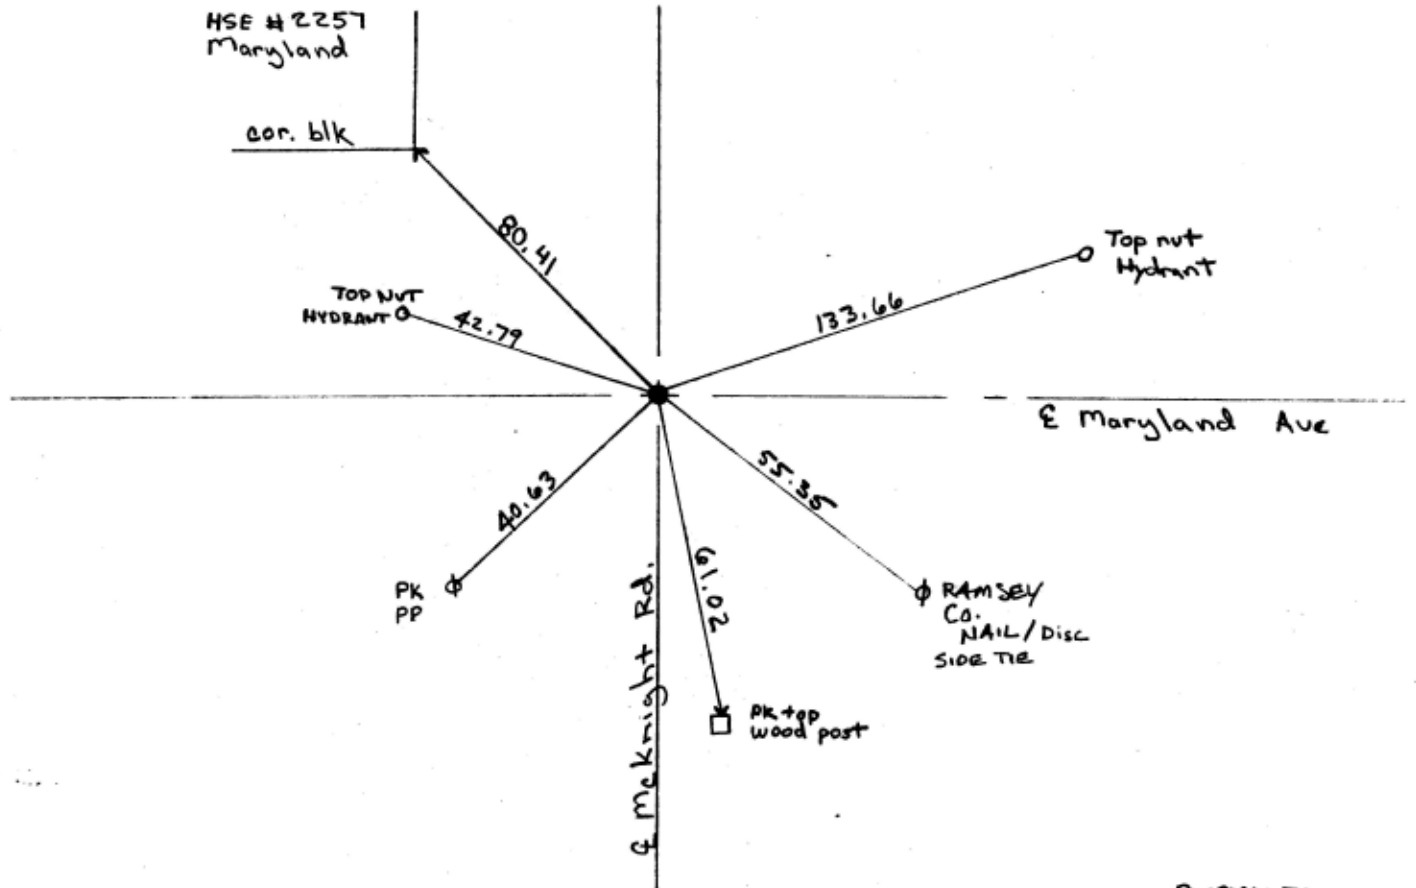 HSE # 2257
Maryland
cor. blk
80.41
Top nut
Hydrant
TOP NUT
HYDRANT
42.79
133.66
℄ Maryland Ave
40.63
55.35
61.02
PK
PP
RAMSEY
Co.
NAIL/Disc
SIDE TIE
℄ McKnight Rd.
PK top
wood post